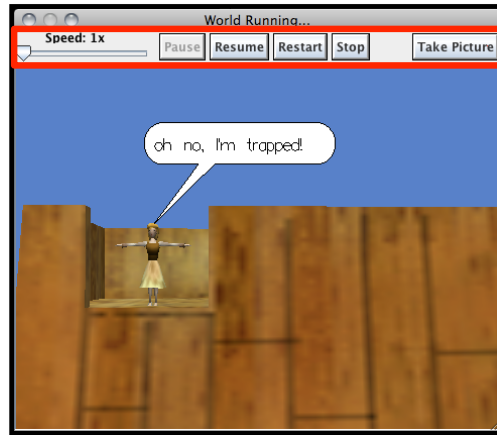 World Running...
Speed: 1x
Pause Resume Restart Stop Take Picture
oh no, I'm trapped!